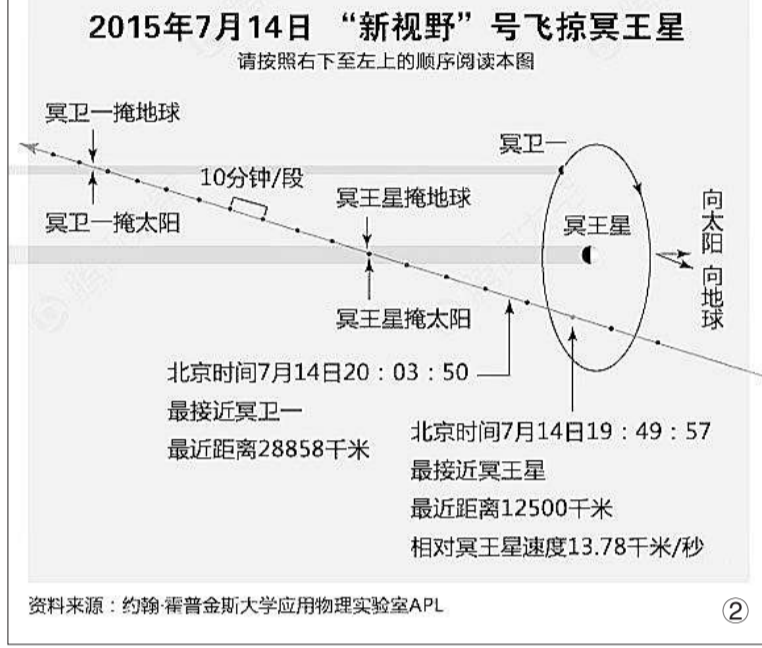 2015年7月14日 “新视野”号飞掠冥王星
请按照右下至左上的顺序阅读本图
冥卫一掩地球
冥卫一
10分钟/段
冥王星掩地球
冥卫一掩太阳
冥王星
向太阳
向地球
冥王星掩太阳
北京时间7月14日20：03：50
最接近冥卫一
最近距离28858千米
北京时间7月14日19：49：57
最接近冥王星
最近距离12500千米
相对冥王星速度13.78千米/秒
资料来源：约翰·霍普金斯大学应用物理实验室APL
②